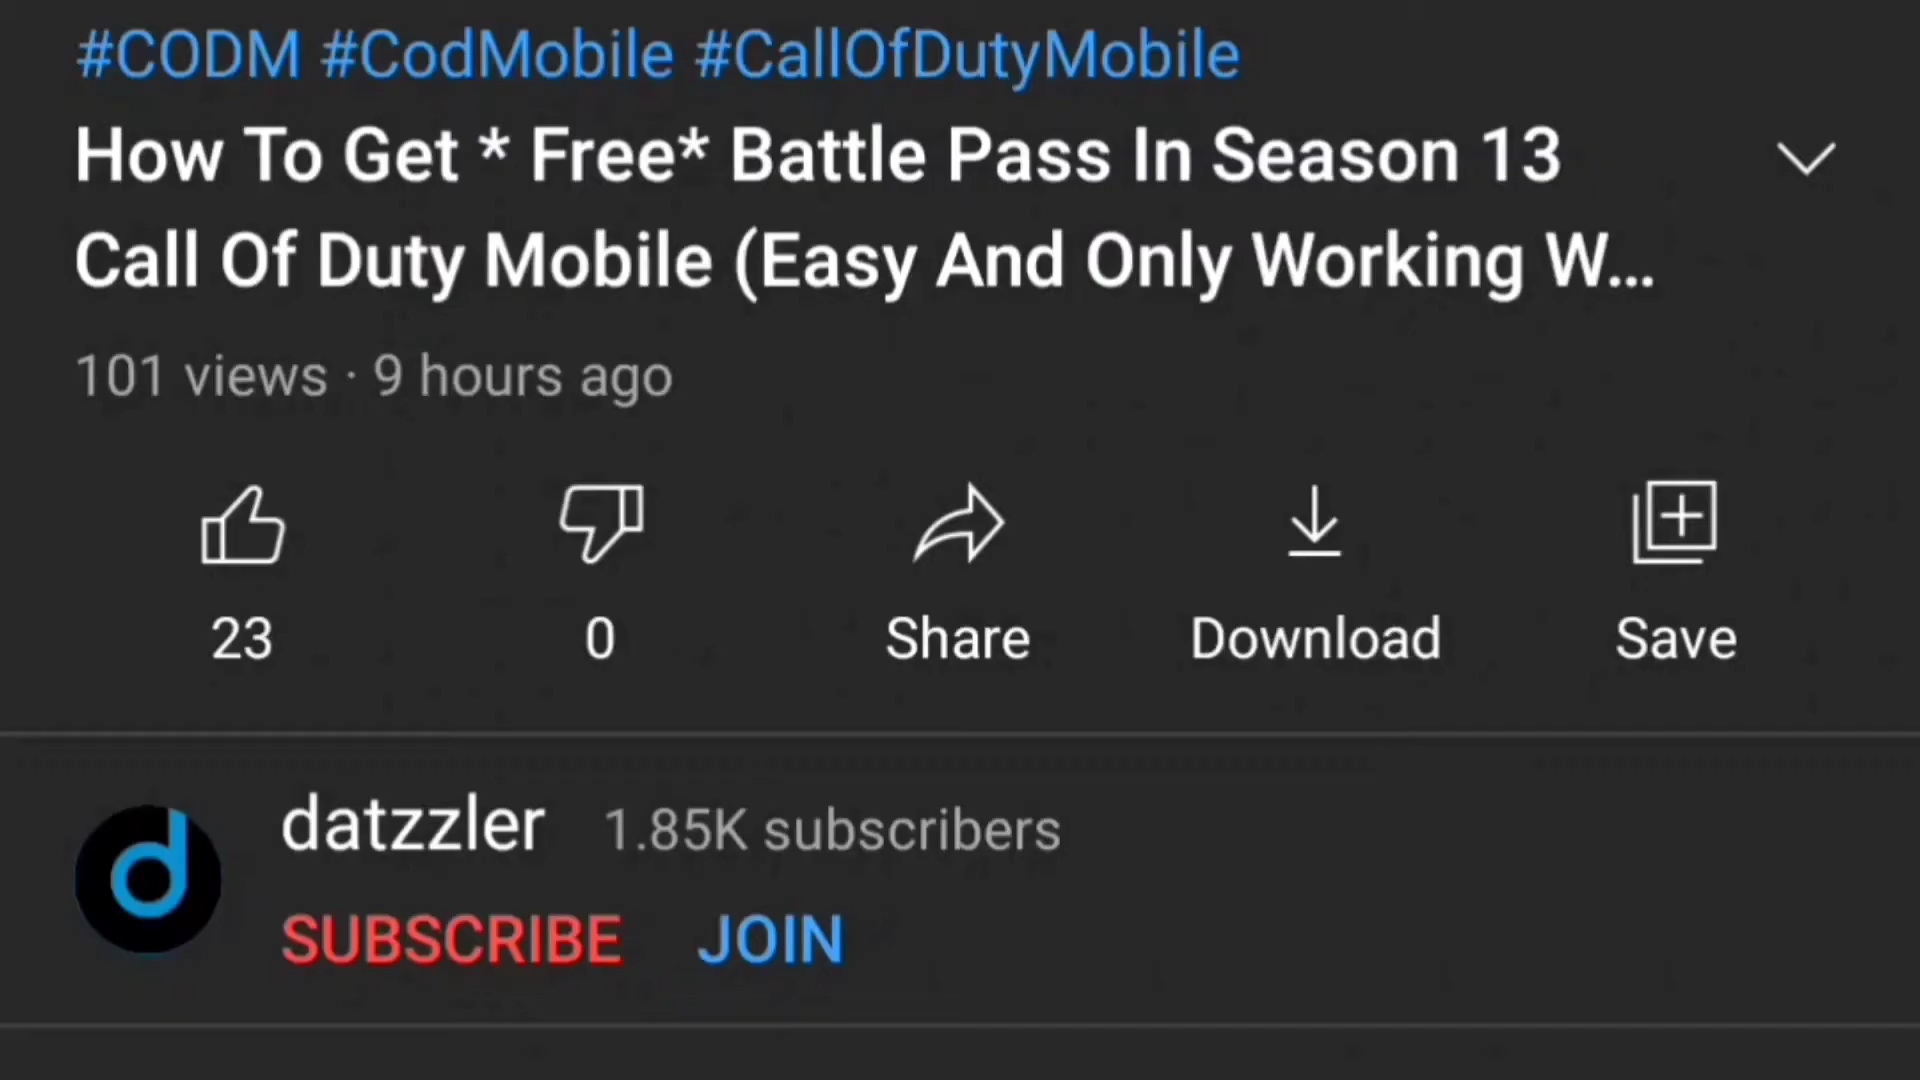 #CODM #CodMobile #CallOfDutyMobile
How To Get * Free* Battle Pass In Season 13
Call Of Duty Mobile (Easy And Only Working W...
101 views · 9 hours ago
23 0 Share Download Save
d
datzzler 1.85K subscribers
SUBSCRIBE JOIN